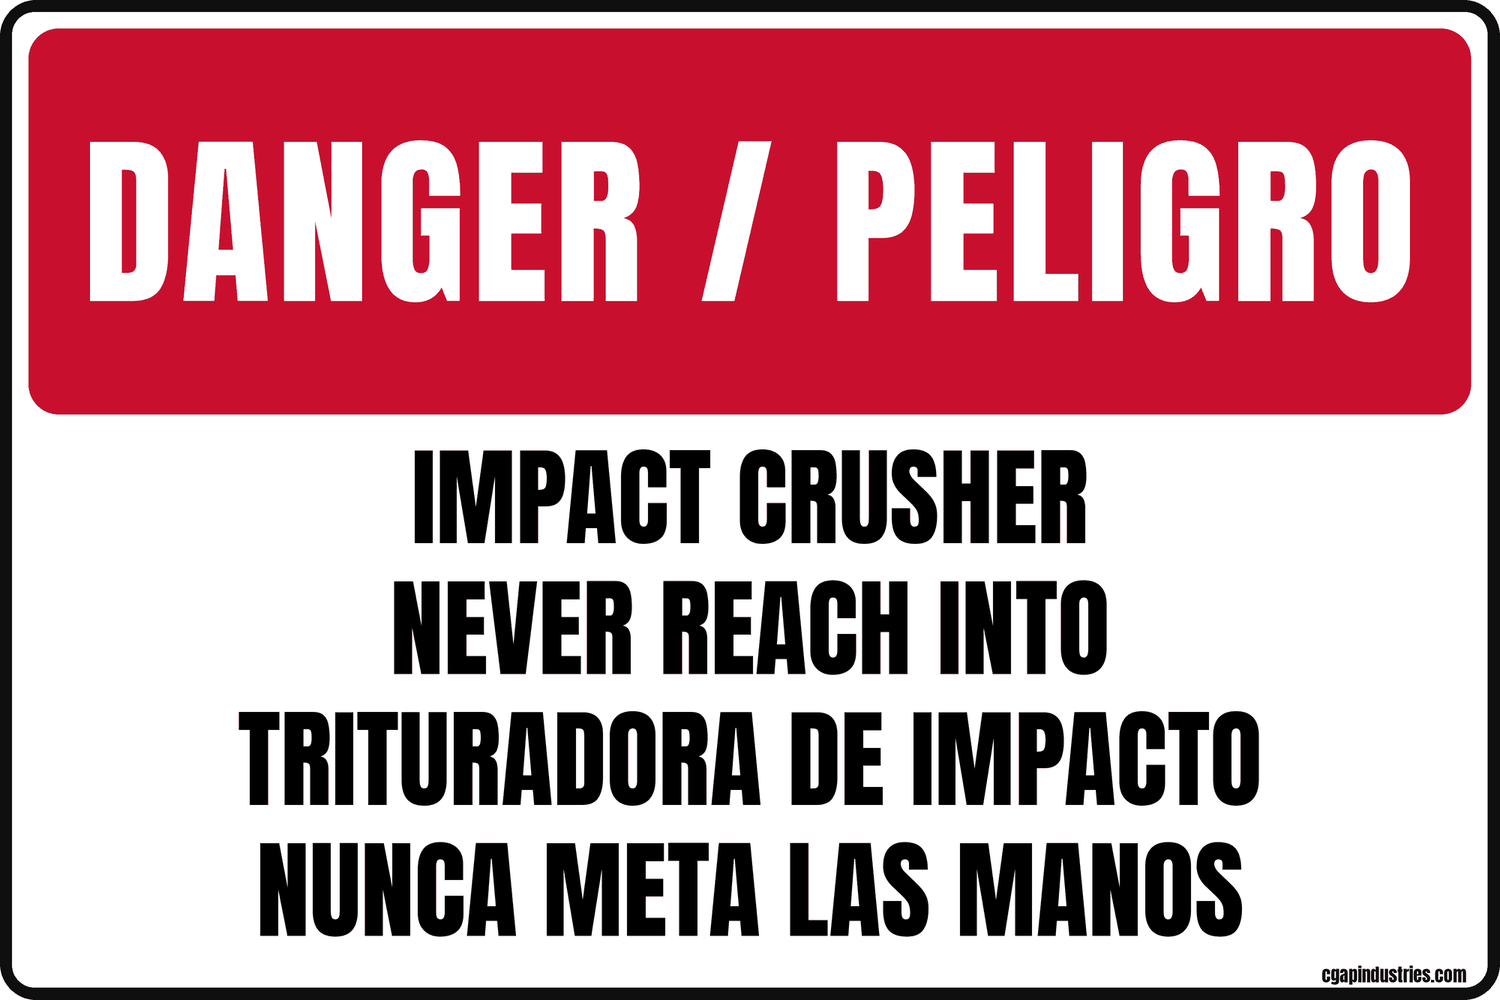 DANGER / PELIGRO
IMPACT CRUSHER
NEVER REACH INTO
TRITURADORA DE IMPACTO
NUNCA META LAS MANOS
cgapindustries.com